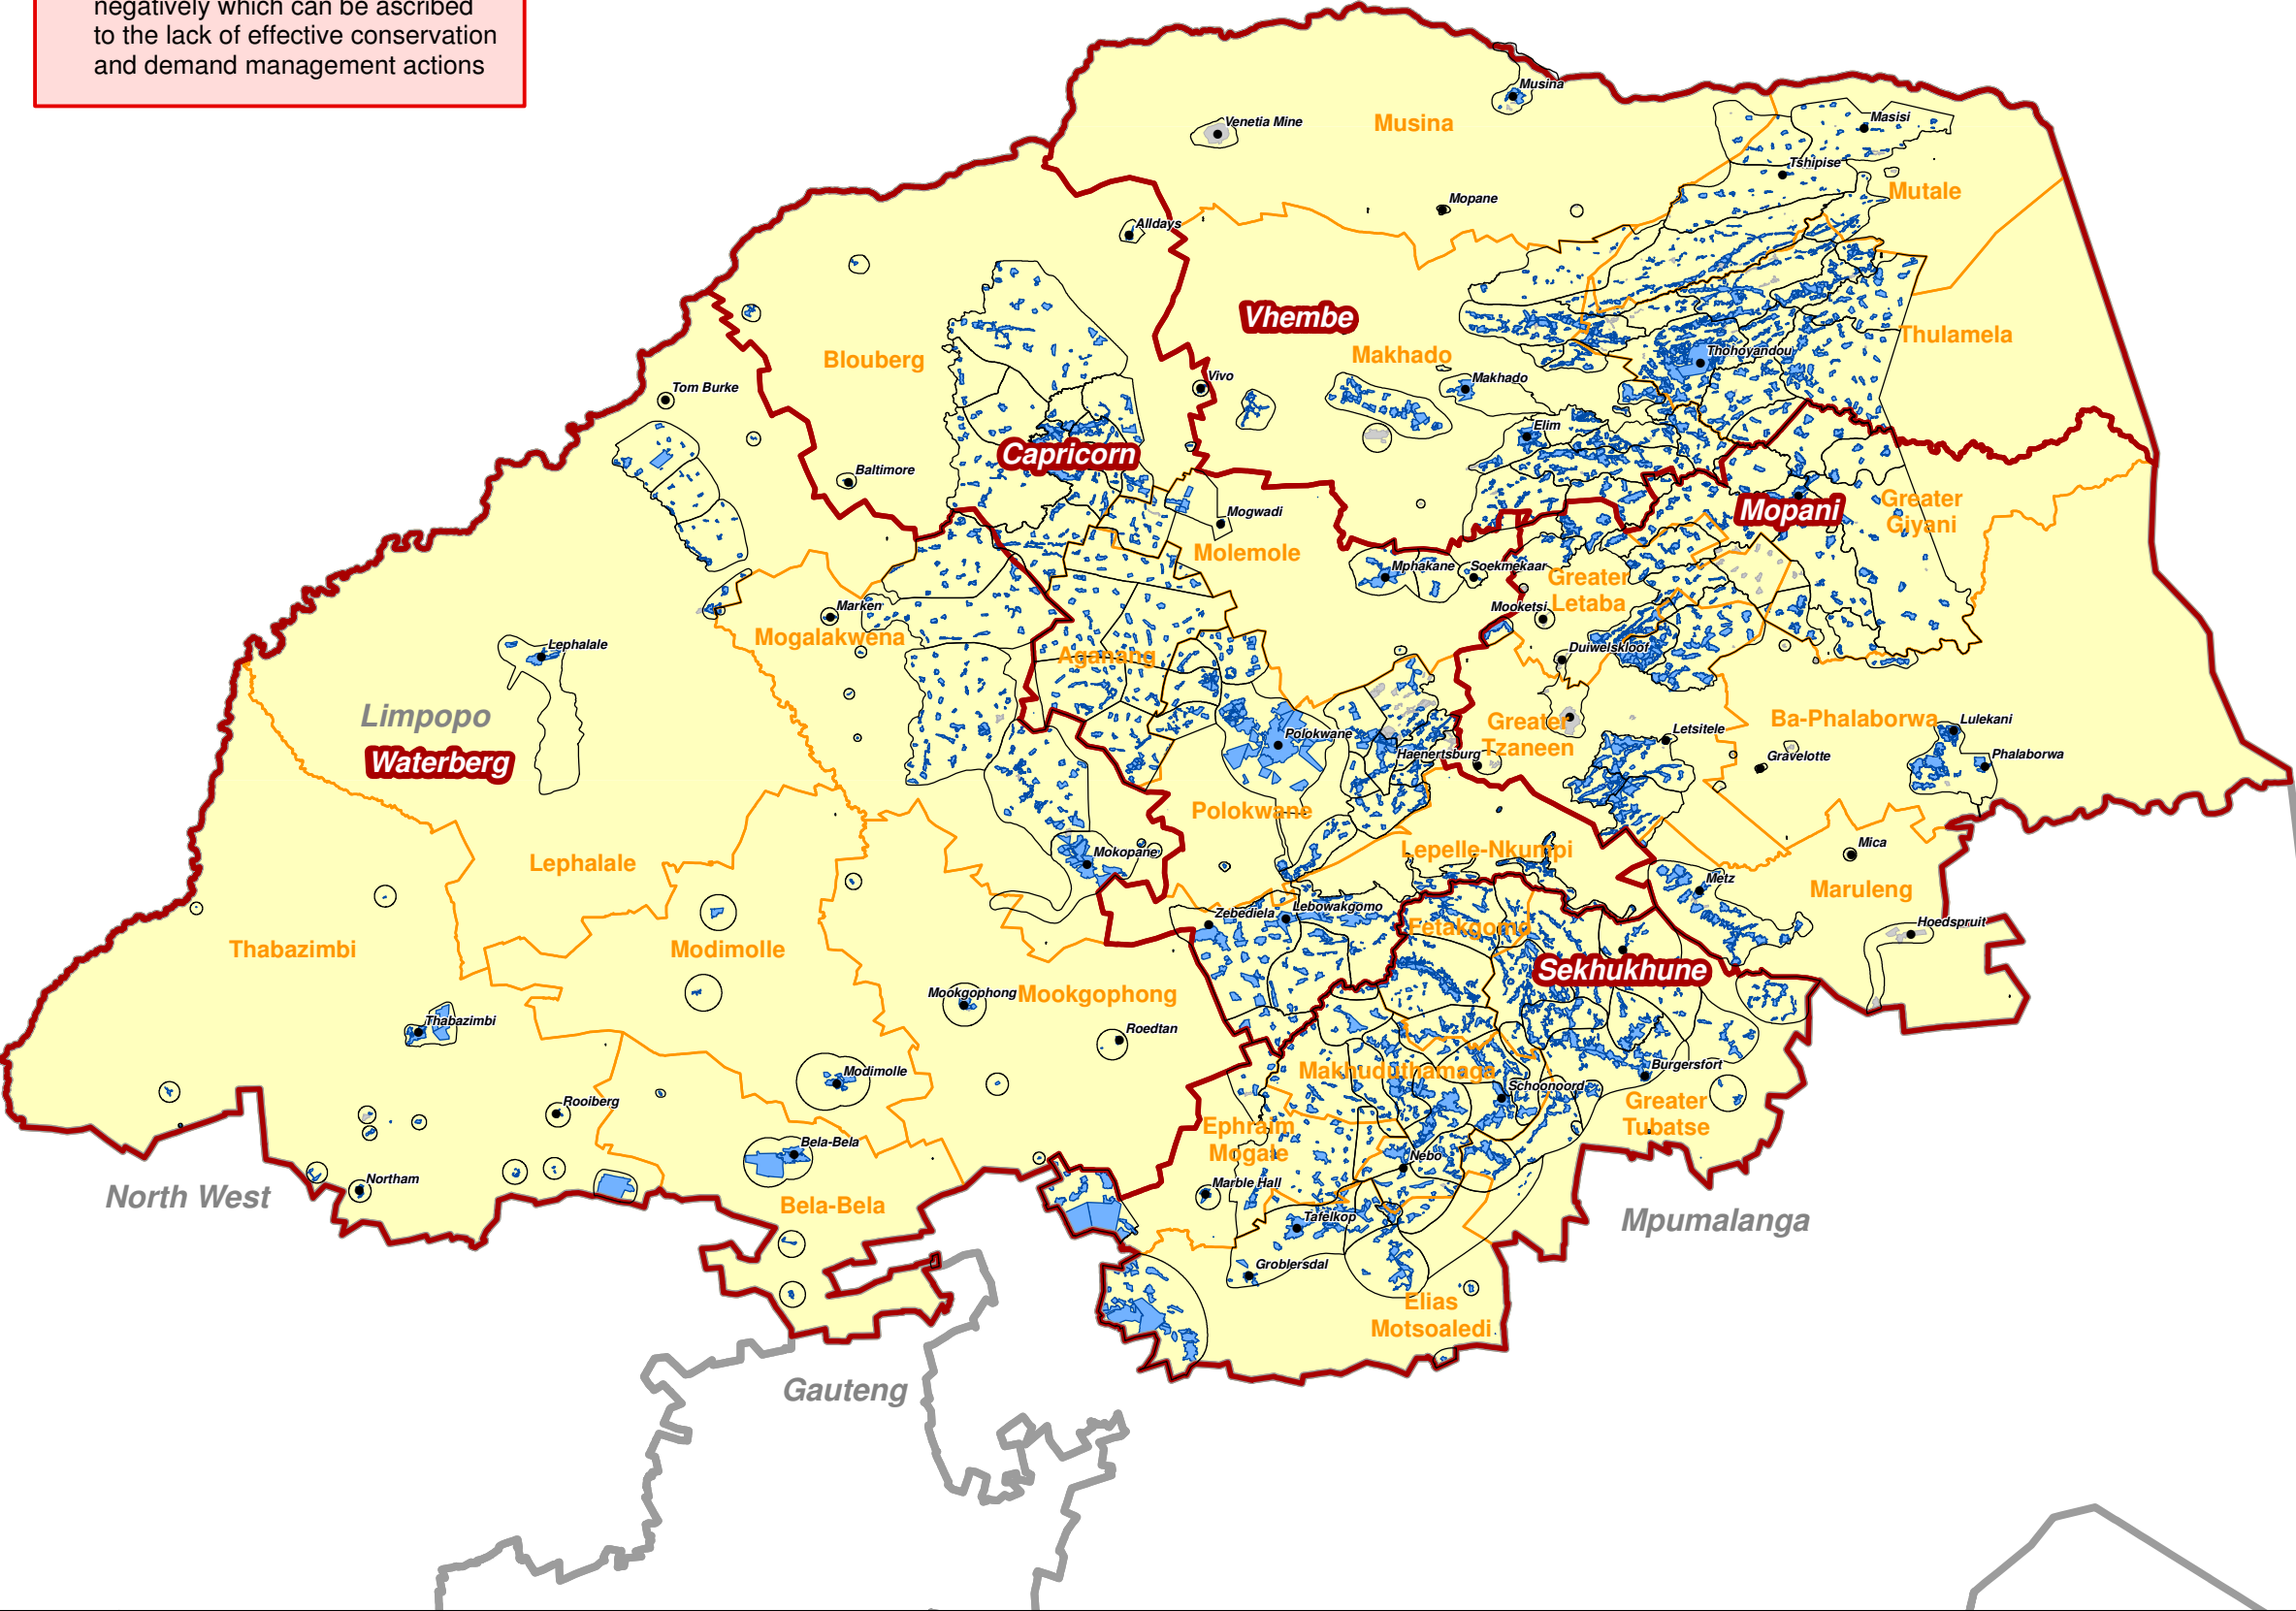 negatively which can be ascribed
to the lack of effective conservation
and demand management actions
Musina
Venetia Mine
Musina
Masisi
Tshipise
Mutale
Mopane
Alldays
Vhembe
Thulamela
Blouberg
Makhado
Thohoyandou
Vivo
Makhado
Tom Burke
Elim
Capricorn
Baltimore
Mogwadi
Mopani
Greater
Giyani
Molemole
Mphakane
Soekmekaar
Greater
Letaba
Marken
Mooketsi
Mogalakwena
Lephalale
Aganang
Duiwelskloof
Limpopo
Waterberg
Greater
Tzaneen
Letsitele
Ba-Phalaborwa
Lulekani
Polokwane
Haenertsburg
Gravelotte
Phalaborwa
Polokwane
Lephalale
Mokopane
Lepelle-Nkumpi
Mica
Metz
Maruleng
Zebediela
Lebowakgomo
Fetakgomo
Hoedspruit
Thabazimbi
Modimolle
Sekhukhune
Mookgophong
Mookgophong
Thabazimbi
Roedtan
Modimolle
Makhuduthamaga
Burgersfort
Schoonoord
Rooiberg
Greater
Tubatse
Ephraim
Mogale
Bela-Bela
Nebo
Northam
Marble Hall
North West
Bela-Bela
Tafelkop
Mpumalanga
Groblersdal
Elias
Motsoaledi
Gauteng